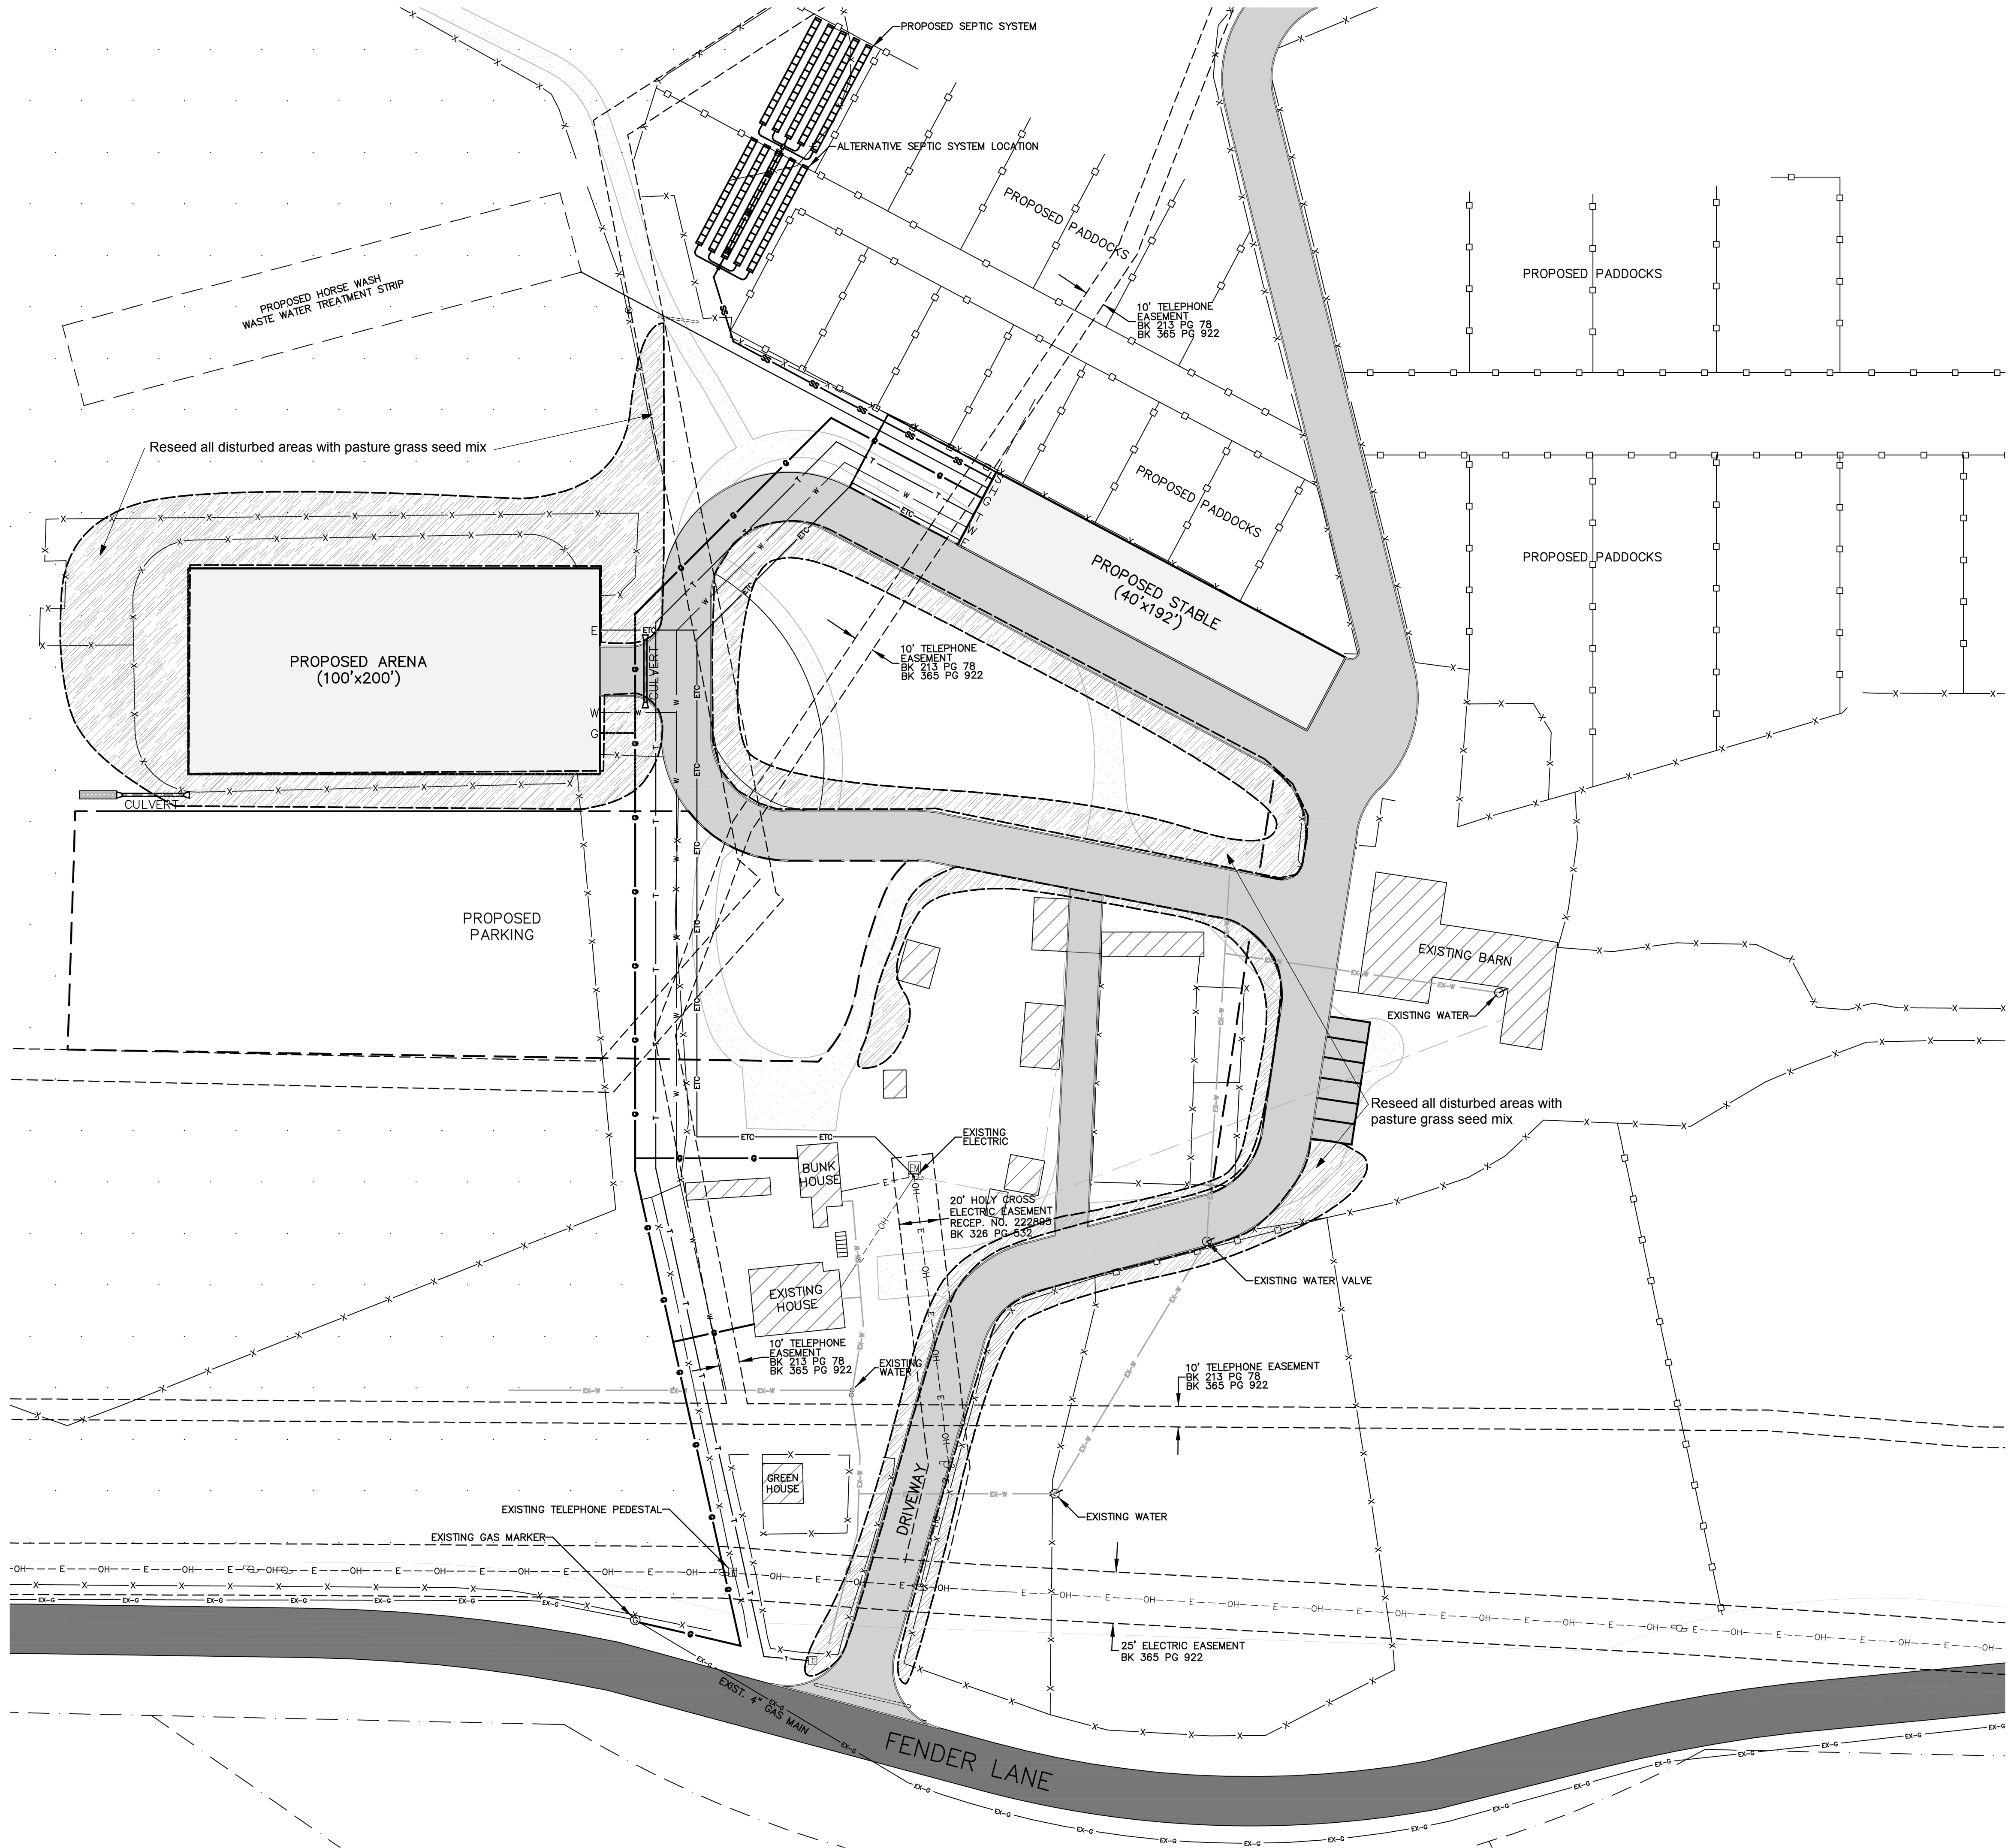 PROPOSED SEPTIC SYSTEM
ALTERNATIVE SEPTIC SYSTEM LOCATION
PROPOSED PADDOCKS
PROPOSED PADDOCKS
PROPOSED HORSE WASH
WASTE WATER TREATMENT STRIP
10' TELEPHONE
EASEMENT
BK 213 PG 78
BK 365 PG 922
Reseed all disturbed areas with pasture grass seed mix
PROPOSED PADDOCKS
PROPOSED PADDOCKS
PROPOSED STABLE
(40'x192')
PROPOSED ARENA
(100'x200')
E
W
G
CULVERT
10' TELEPHONE
EASEMENT
BK 213 PG 78
BK 365 PG 922
CULVERT
PROPOSED
PARKING
EXISTING BARN
EXISTING WATER
Reseed all disturbed areas with
pasture grass seed mix
EXISTING
ELECTRIC
EM
BUNK
HOUSE
20' HOLY CROSS
ELECTRIC EASEMENT
RECEP. NO. 222895
BK 326 PG 532
EXISTING WATER VALVE
EXISTING
HOUSE
10' TELEPHONE
EASEMENT
BK 213 PG 78
BK 365 PG 922
EXISTING
WATER
10' TELEPHONE EASEMENT
BK 213 PG 78
BK 365 PG 922
GREEN
HOUSE
DRIVEWAY
EXISTING TELEPHONE PEDESTAL
EXISTING WATER
EXISTING GAS MARKER
25' ELECTRIC EASEMENT
BK 365 PG 922
EXIST. 4" GAS MAIN
FENDER LANE